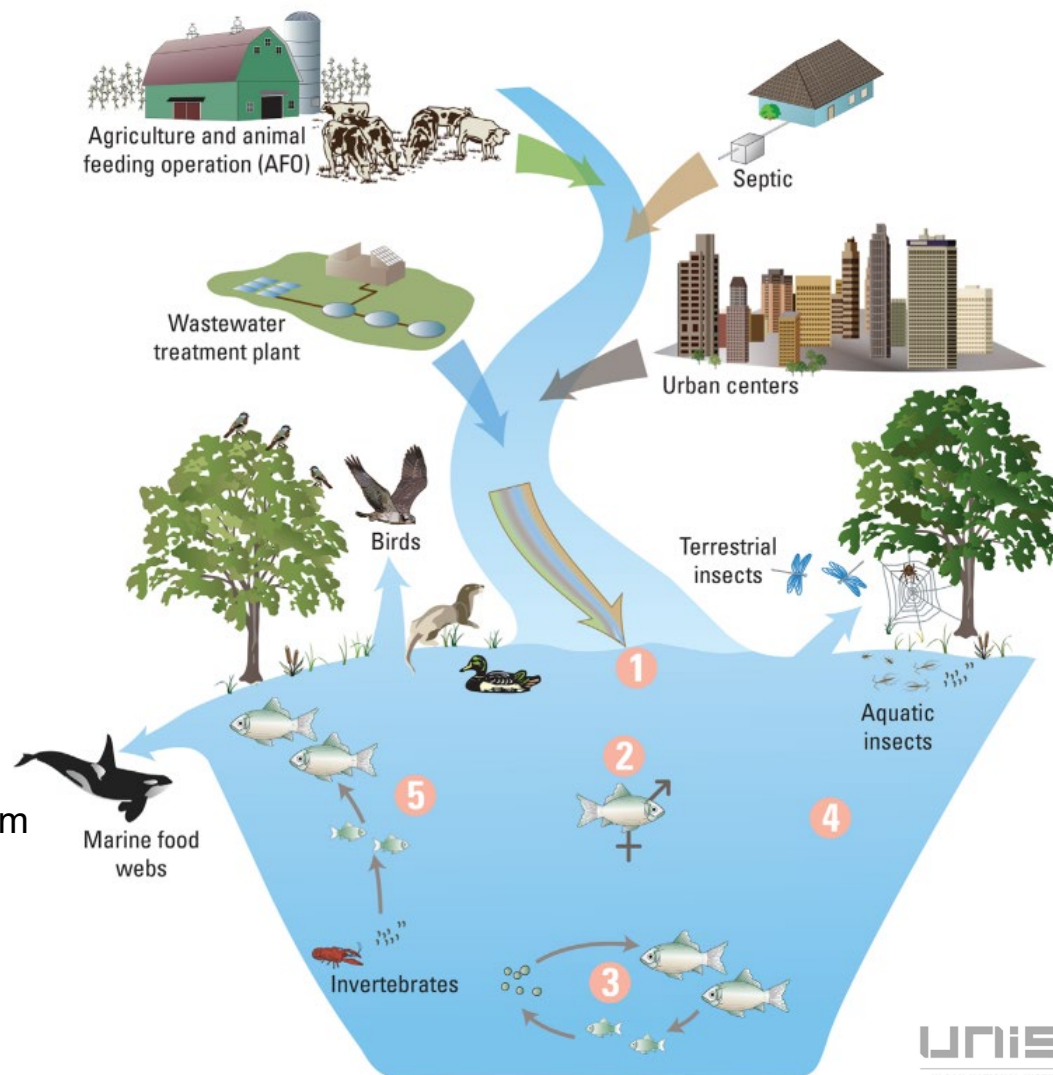 Agriculture and animal
feeding operation (AFO)
Septic
Wastewater
treatment plant
Urban centers
Birds
Terrestrial
insects
1
Aquatic
insects
2
5
4
m
Marine food
webs
Invertebrates
3
unis